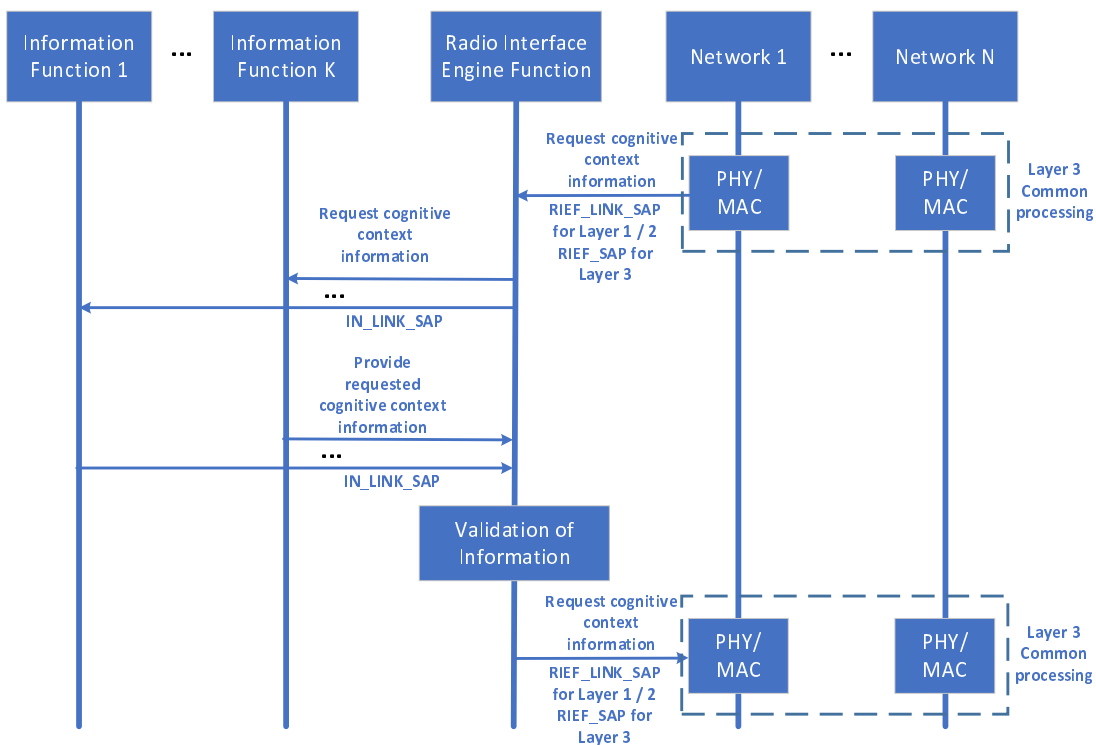 Information
Function 1
...
Information
Function K
Radio Interface
Engine Function
Network 1
...
Network N
Request cognitive
context
information
RIEF_LINK_SAP
for Layer 1 / 2
RIEF_SAP for
Layer 3
PHY/
MAC
PHY/
MAC
Layer 3
Common
processing
Request cognitive
context
information
...
IN_LINK_SAP
Provide
requested
cognitive context
information
...
IN_LINK_SAP
Validation of
Information
Request cognitive
context
information
RIEF_LINK_SAP
for Layer 1 / 2
RIEF_SAP for
Layer 3
PHY/
MAC
PHY/
MAC
Layer 3
Common
processing